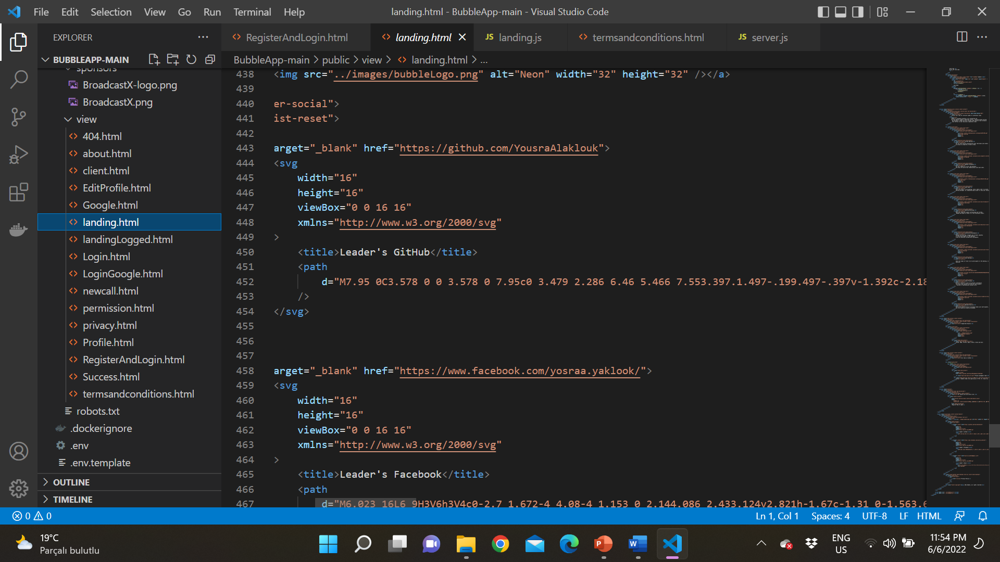 File Edit Selection View Go Run Terminal Help
landing.html - BubbleApp-main - Visual Studio Code
EXPLORER
BUBBLEAPP-MAIN
sponsors
BroadcastX-logo.png
BroadcastX.png
view
404.html
about.html
client.html
EditProfile.html
Google.html
landing.html
landingLogged.html
Login.html
LoginGoogle.html
newcall.html
permission.html
privacy.html
Profile.html
RegisterAndLogin.html
Success.html
termsandconditions.html
robots.txt
.dockerignore
.env
.env.template
OUTLINE
TIMELINE
RegisterAndLogin.html landing.html JS landing.js termsandconditions.html JS server.js
BubbleApp-main > public > view > landing.html > ...
438 <img src="../images/bubbleLogo.png" alt="Neon" width="32" height="32" /></a>
439
440 er-social">
441 ist-reset">
442
443 arget="_blank" href="https://github.com/YousraAlaklouk">
444 <svg
445 width="16"
446 height="16"
447 viewBox="0 0 16 16"
448 xmlns="http://www.w3.org/2000/svg"
449 >
450 <title>Leader's GitHub</title>
451 <path
452 d="M7.95 0C3.578 0 0 3.578 0 7.95c0 3.479 2.286 6.46 5.466 7.553.397.1.497-.199.497-.397v-1.392c-2.18
453 />
454 </svg>
455
456
457
458 arget="_blank" href="https://www.facebook.com/yosraa.yaklook/">
459 <svg
460 width="16"
461 height="16"
462 viewBox="0 0 16 16"
463 xmlns="http://www.w3.org/2000/svg"
464 >
465 <title>Leader's Facebook</title>
466 <path
467 d="M6.023 16L6 9H3V6h3V4c0-2.7 1.672-4 4.08-4 1.153 0 2.144.086 2.433.124v2.821h-1.67c-1.31 0-1.563.6
0 0
Ln 1, Col 1 Spaces: 4 UTF-8 LF HTML
19°C
Parçalı bulutlu
ENG
US
11:54 PM
6/6/2022